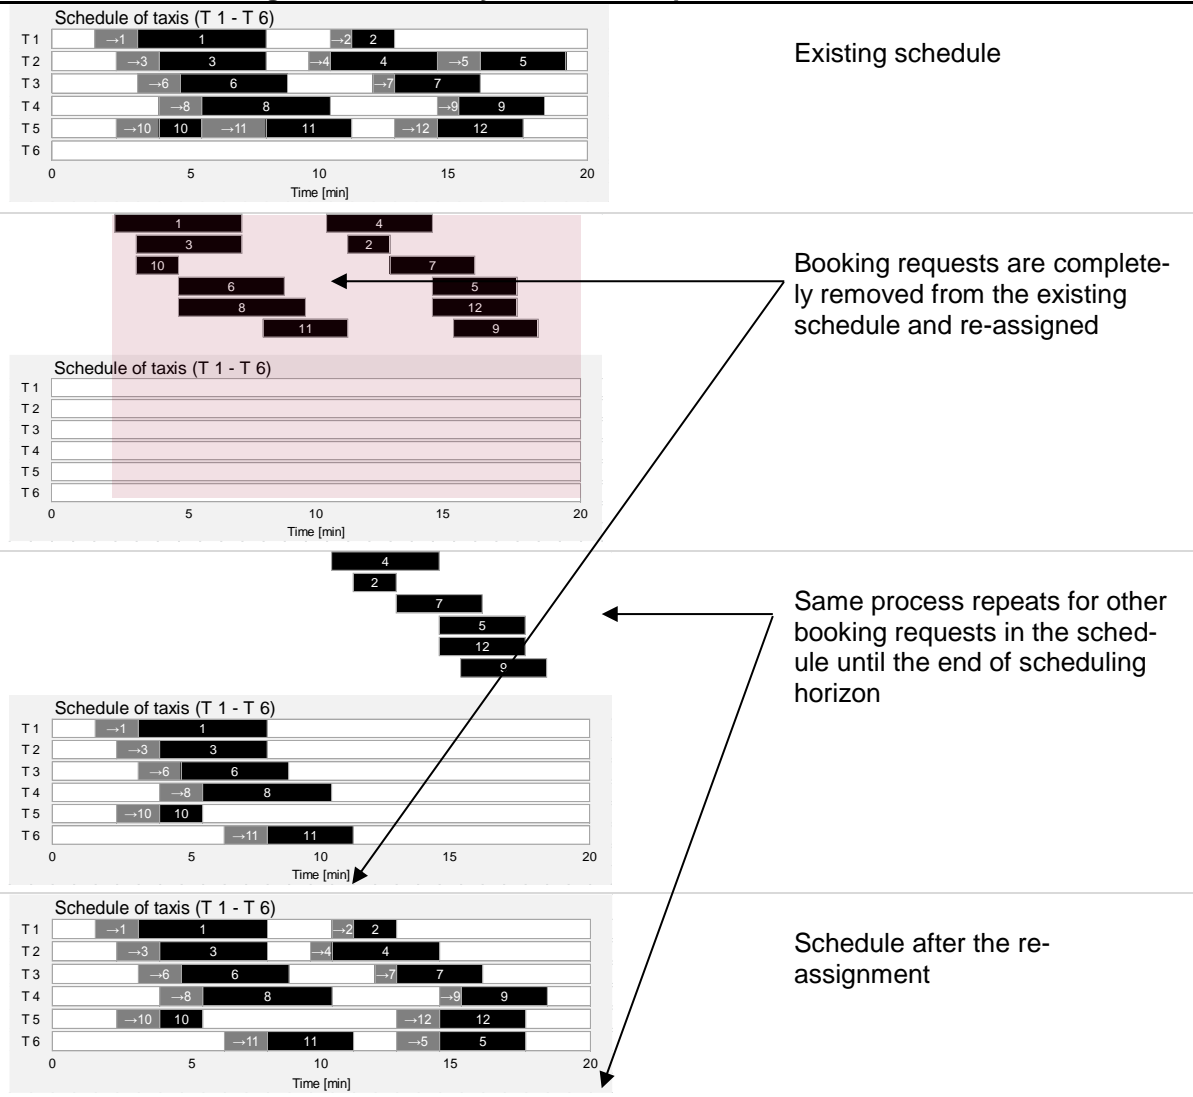 Schedule of taxis (T 1 - T 6)
T 1 →1 1 →2 2
T 2 →3 3 →4 4 →5 5
T 3 →6 6 →7 7
T 4 →8 8 →9 9
T 5 →10 10 →11 11 →12 12
T 6
0 5 10 15 20
Time [min]
Existing schedule
1 4
3 2
10 7
6 5
8 12
11 9
Schedule of taxis (T 1 - T 6)
T 1
T 2
T 3
T 4
T 5
T 6
0 5 10 15 20
Time [min]
Booking requests are complete-
ly removed from the existing
schedule and re-assigned
4
2
7
5
12
9
Schedule of taxis (T 1 - T 6)
T 1 →1 1
T 2 →3 3
T 3 →6 6
T 4 →8 8
T 5 →10 10
T 6 →11 11
0 5 10 15 20
Time [min]
Same process repeats for other
booking requests in the sched-
ule until the end of scheduling
horizon
Schedule of taxis (T 1 - T 6)
T 1 →1 1 →2 2
T 2 →3 3 →4 4
T 3 →6 6 →7 7
T 4 →8 8 →9 9
T 5 →10 10 →12 12
T 6 →11 11 →5 5
0 5 10 15 20
Time [min]
Schedule after the re-
assignment